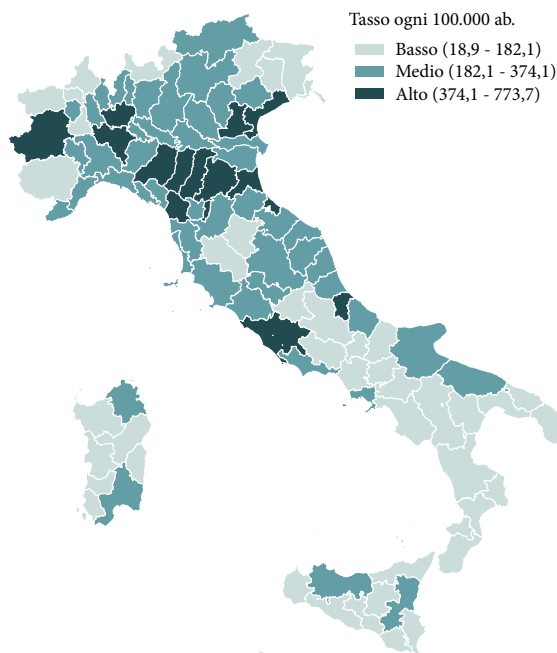 Tasso ogni 100.000 ab.
Basso (18,9 - 182,1)
Medio (182,1 - 374,1)
Alto (374,1 - 773,7)